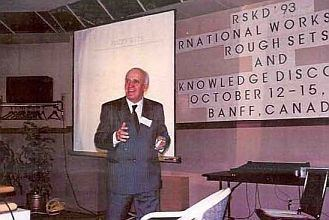 RSKD'93
RNATIONAL WORKS
ROUGH SETS
AND
KNOWLEDGE DISCO
OCTOBER 12-15,
BANFF, CANAD